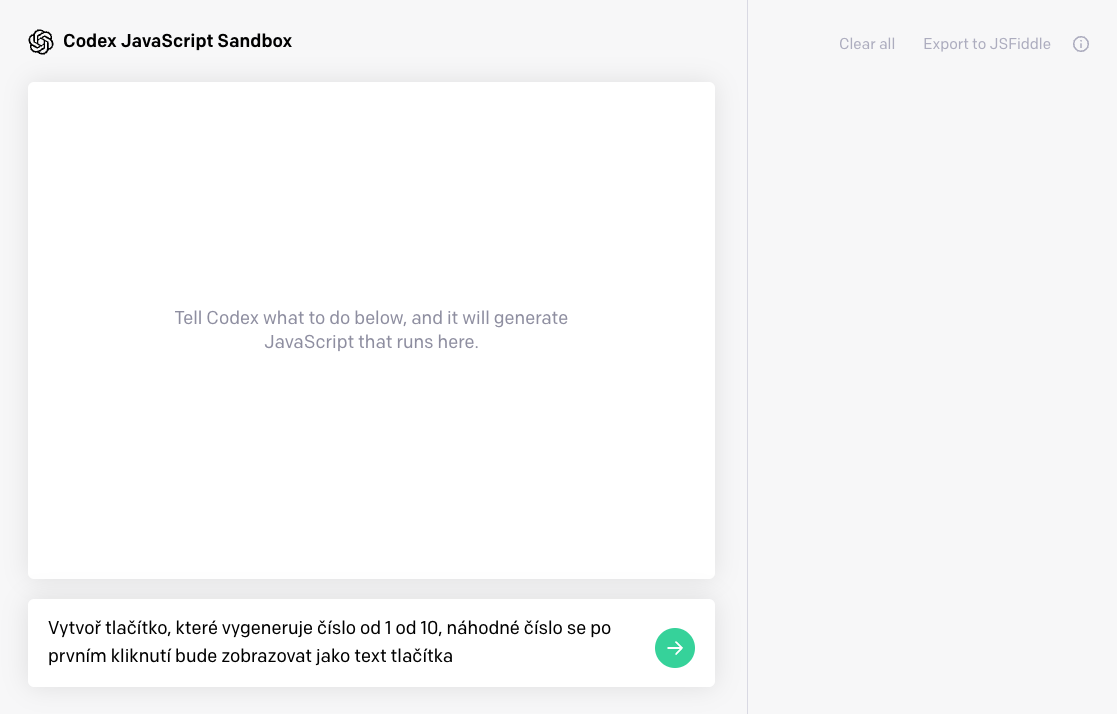 Codex JavaScript Sandbox
Clear all
Export to JSFiddle
Tell Codex what to do below, and it will generate
JavaScript that runs here.
Vytvoř tlačítko, které vygeneruje číslo od 1 od 10, náhodné číslo se po
prvním kliknutí bude zobrazovat jako text tlačítka